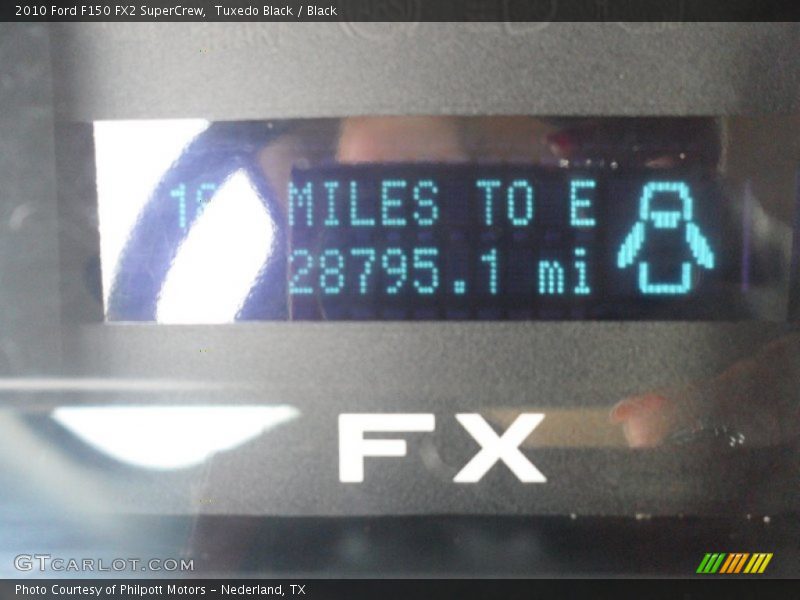 2010 Ford F150 FX2 SuperCrew,  Tuxedo Black / Black
MILES TO E
28795.1 mi
FX
GTCARLOT.COM
Photo Courtesy of Philpott Motors - Nederland, TX